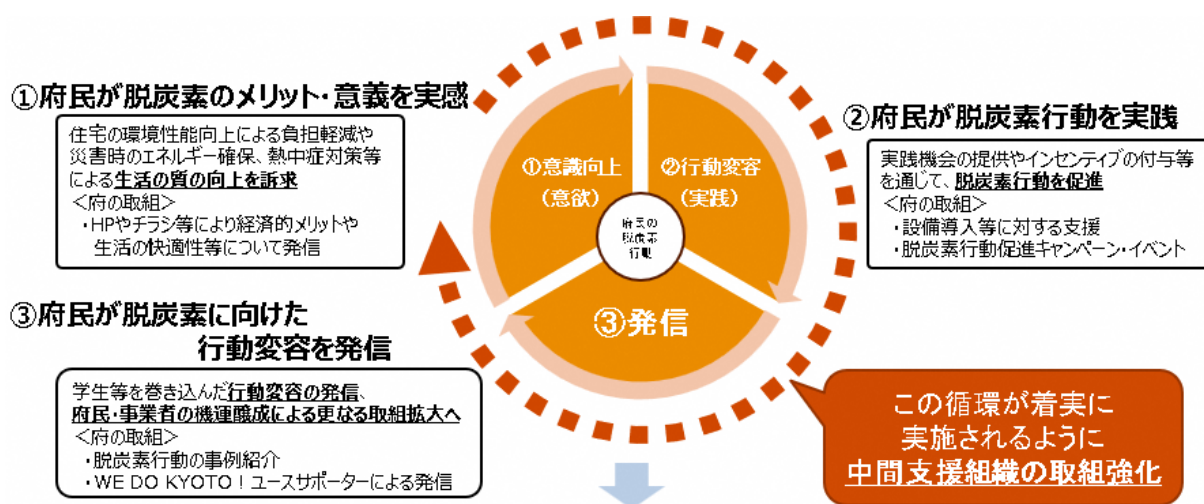 ①府民が脱炭素のメリット・意義を実感
住宅の環境性能向上による負担軽減や
災害時のエネルギー確保、熱中症対策等
による生活の質の向上を訴求
＜府の取組＞
・HPやチラシ等により経済的メリットや
生活の快適性等について発信
①意識向上
（意欲）
②行動変容
（実践）
府民の
脱炭素
行動
③発信
②府民が脱炭素行動を実践
実践機会の提供やインセンティブの付与等
を通じて、脱炭素行動を促進
＜府の取組＞
・設備導入等に対する支援
・脱炭素行動促進キャンペーン・イベント
③府民が脱炭素に向けた
行動変容を発信
学生等を巻き込んだ行動変容の発信、
府民・事業者の機運醸成による更なる取組拡大へ
＜府の取組＞
・脱炭素行動の事例紹介
・WE DO KYOTO！ユースサポーターによる発信
この循環が着実に
実施されるように
中間支援組織の取組強化